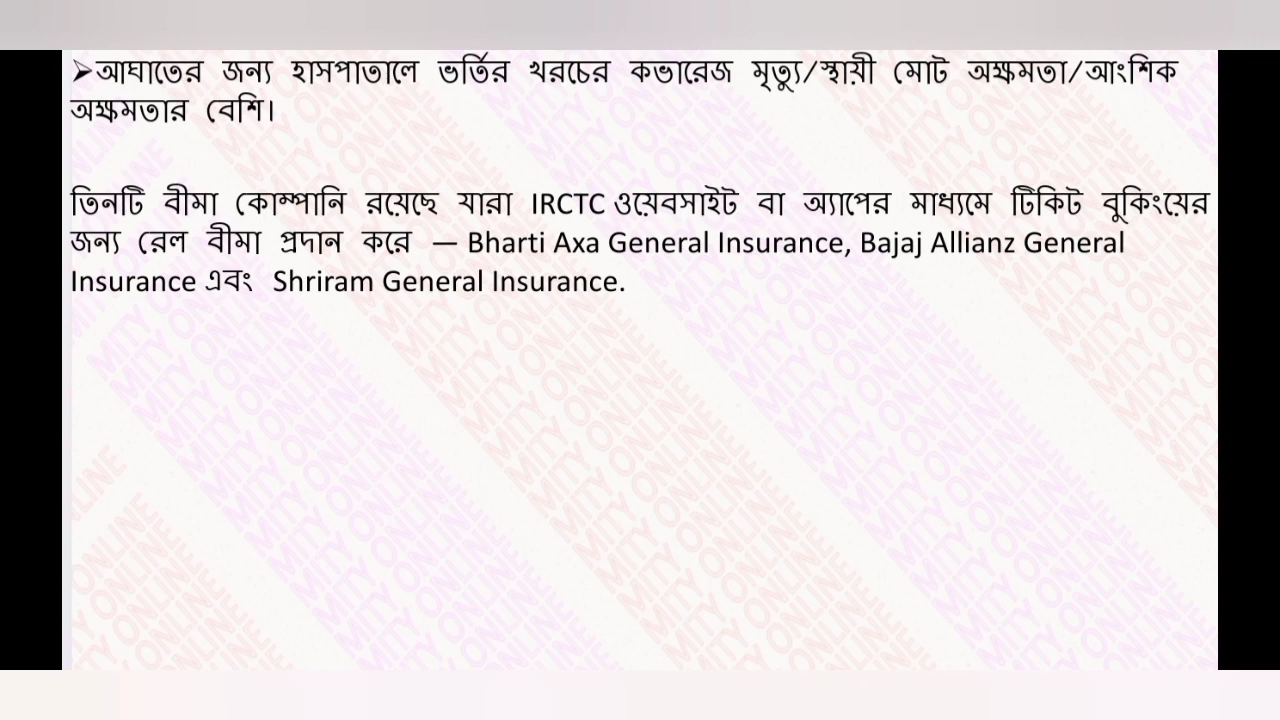 ➢আঘাতের জন্য হাসপাতালে ভর্তির খরচের কভারেজ মৃত্যু/স্থায়ী মোট অক্ষমতা/আংশিক
অক্ষমতার বেশি।
তিনটি বীমা কোম্পানি রয়েছে যারা IRCTC ওয়েবসাইট বা অ্যাপের মাধ্যমে টিকিট বুকিংয়ের
জন্য রেল বীমা প্রদান করে — Bharti Axa General Insurance, Bajaj Allianz General
Insurance এবং Shriram General Insurance.